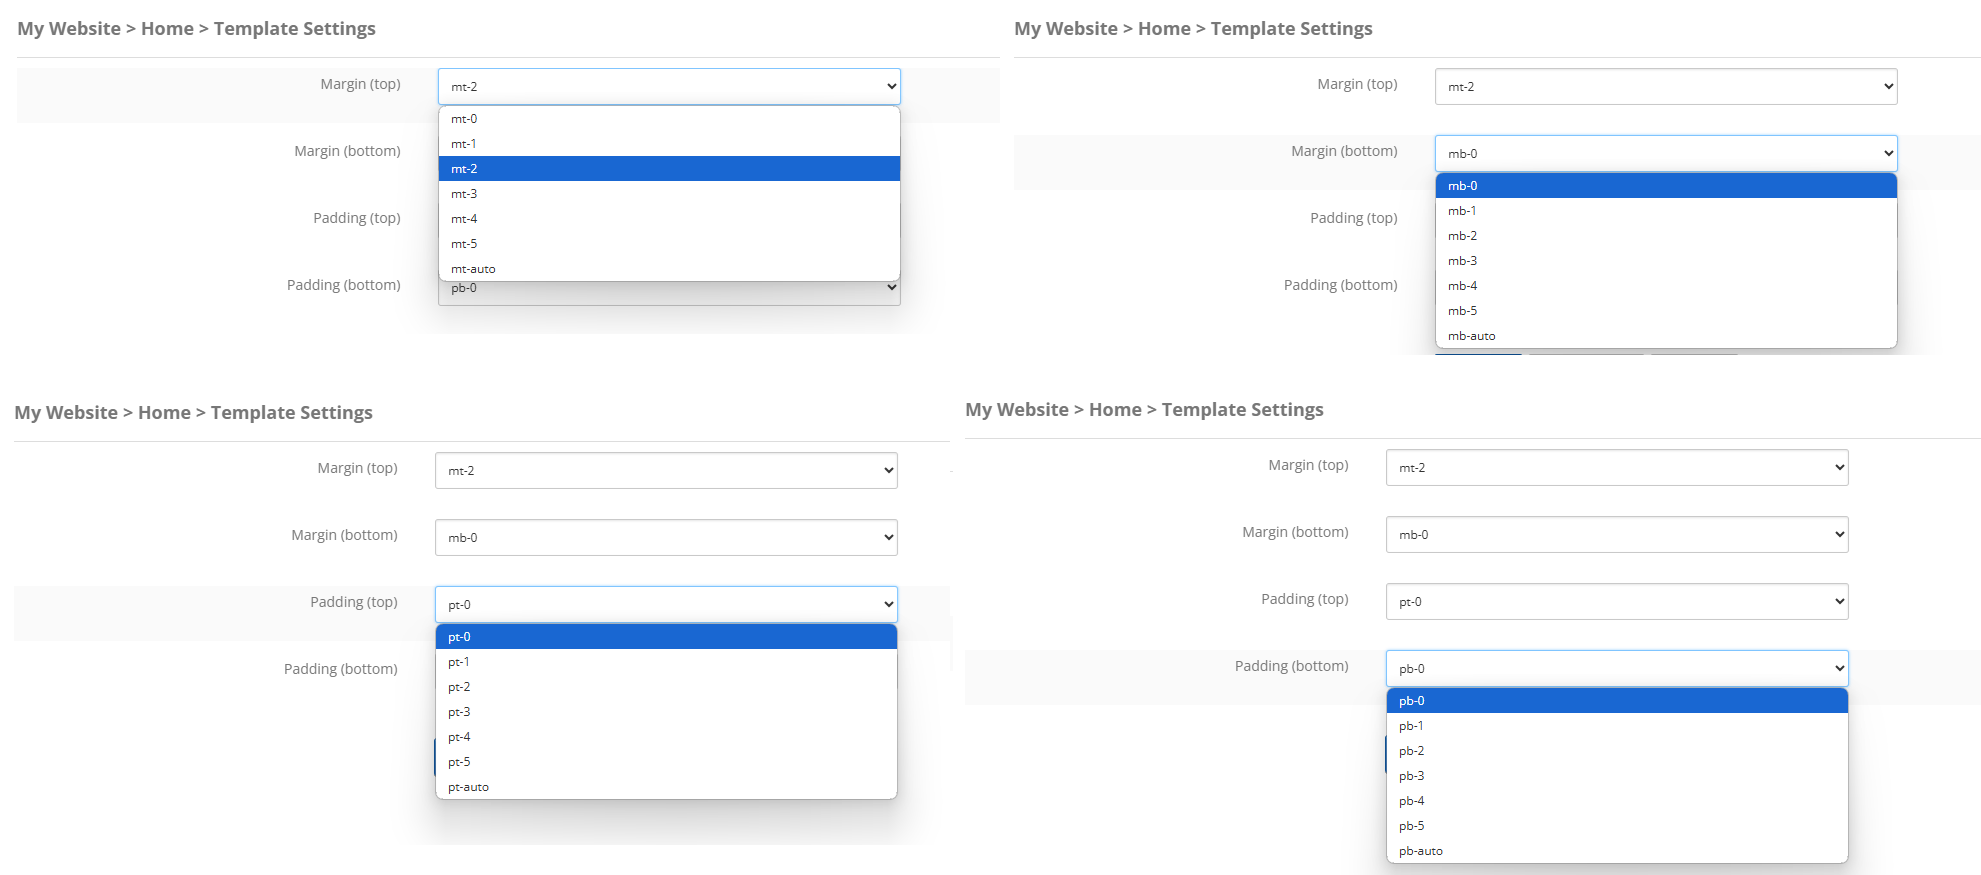 My Website > Home > Template Settings
Margin (top)
mt-2
mt-0
mt-1
mt-2
mt-3
mt-4
mt-5
mt-auto
Margin (bottom)
Padding (top)
Padding (bottom)
pb-0
My Website > Home > Template Settings
Margin (top)
mt-2
Margin (bottom)
mb-0
mb-0
mb-1
mb-2
mb-3
mb-4
mb-5
mb-auto
Padding (top)
Padding (bottom)
My Website > Home > Template Settings
Margin (top)
mt-2
Margin (bottom)
mb-0
Padding (top)
pt-0
pt-0
pt-1
pt-2
pt-3
pt-4
pt-5
pt-auto
Padding (bottom)
My Website > Home > Template Settings
Margin (top)
mt-2
Margin (bottom)
mb-0
Padding (top)
pt-0
Padding (bottom)
pb-0
pb-0
pb-1
pb-2
pb-3
pb-4
pb-5
pb-auto